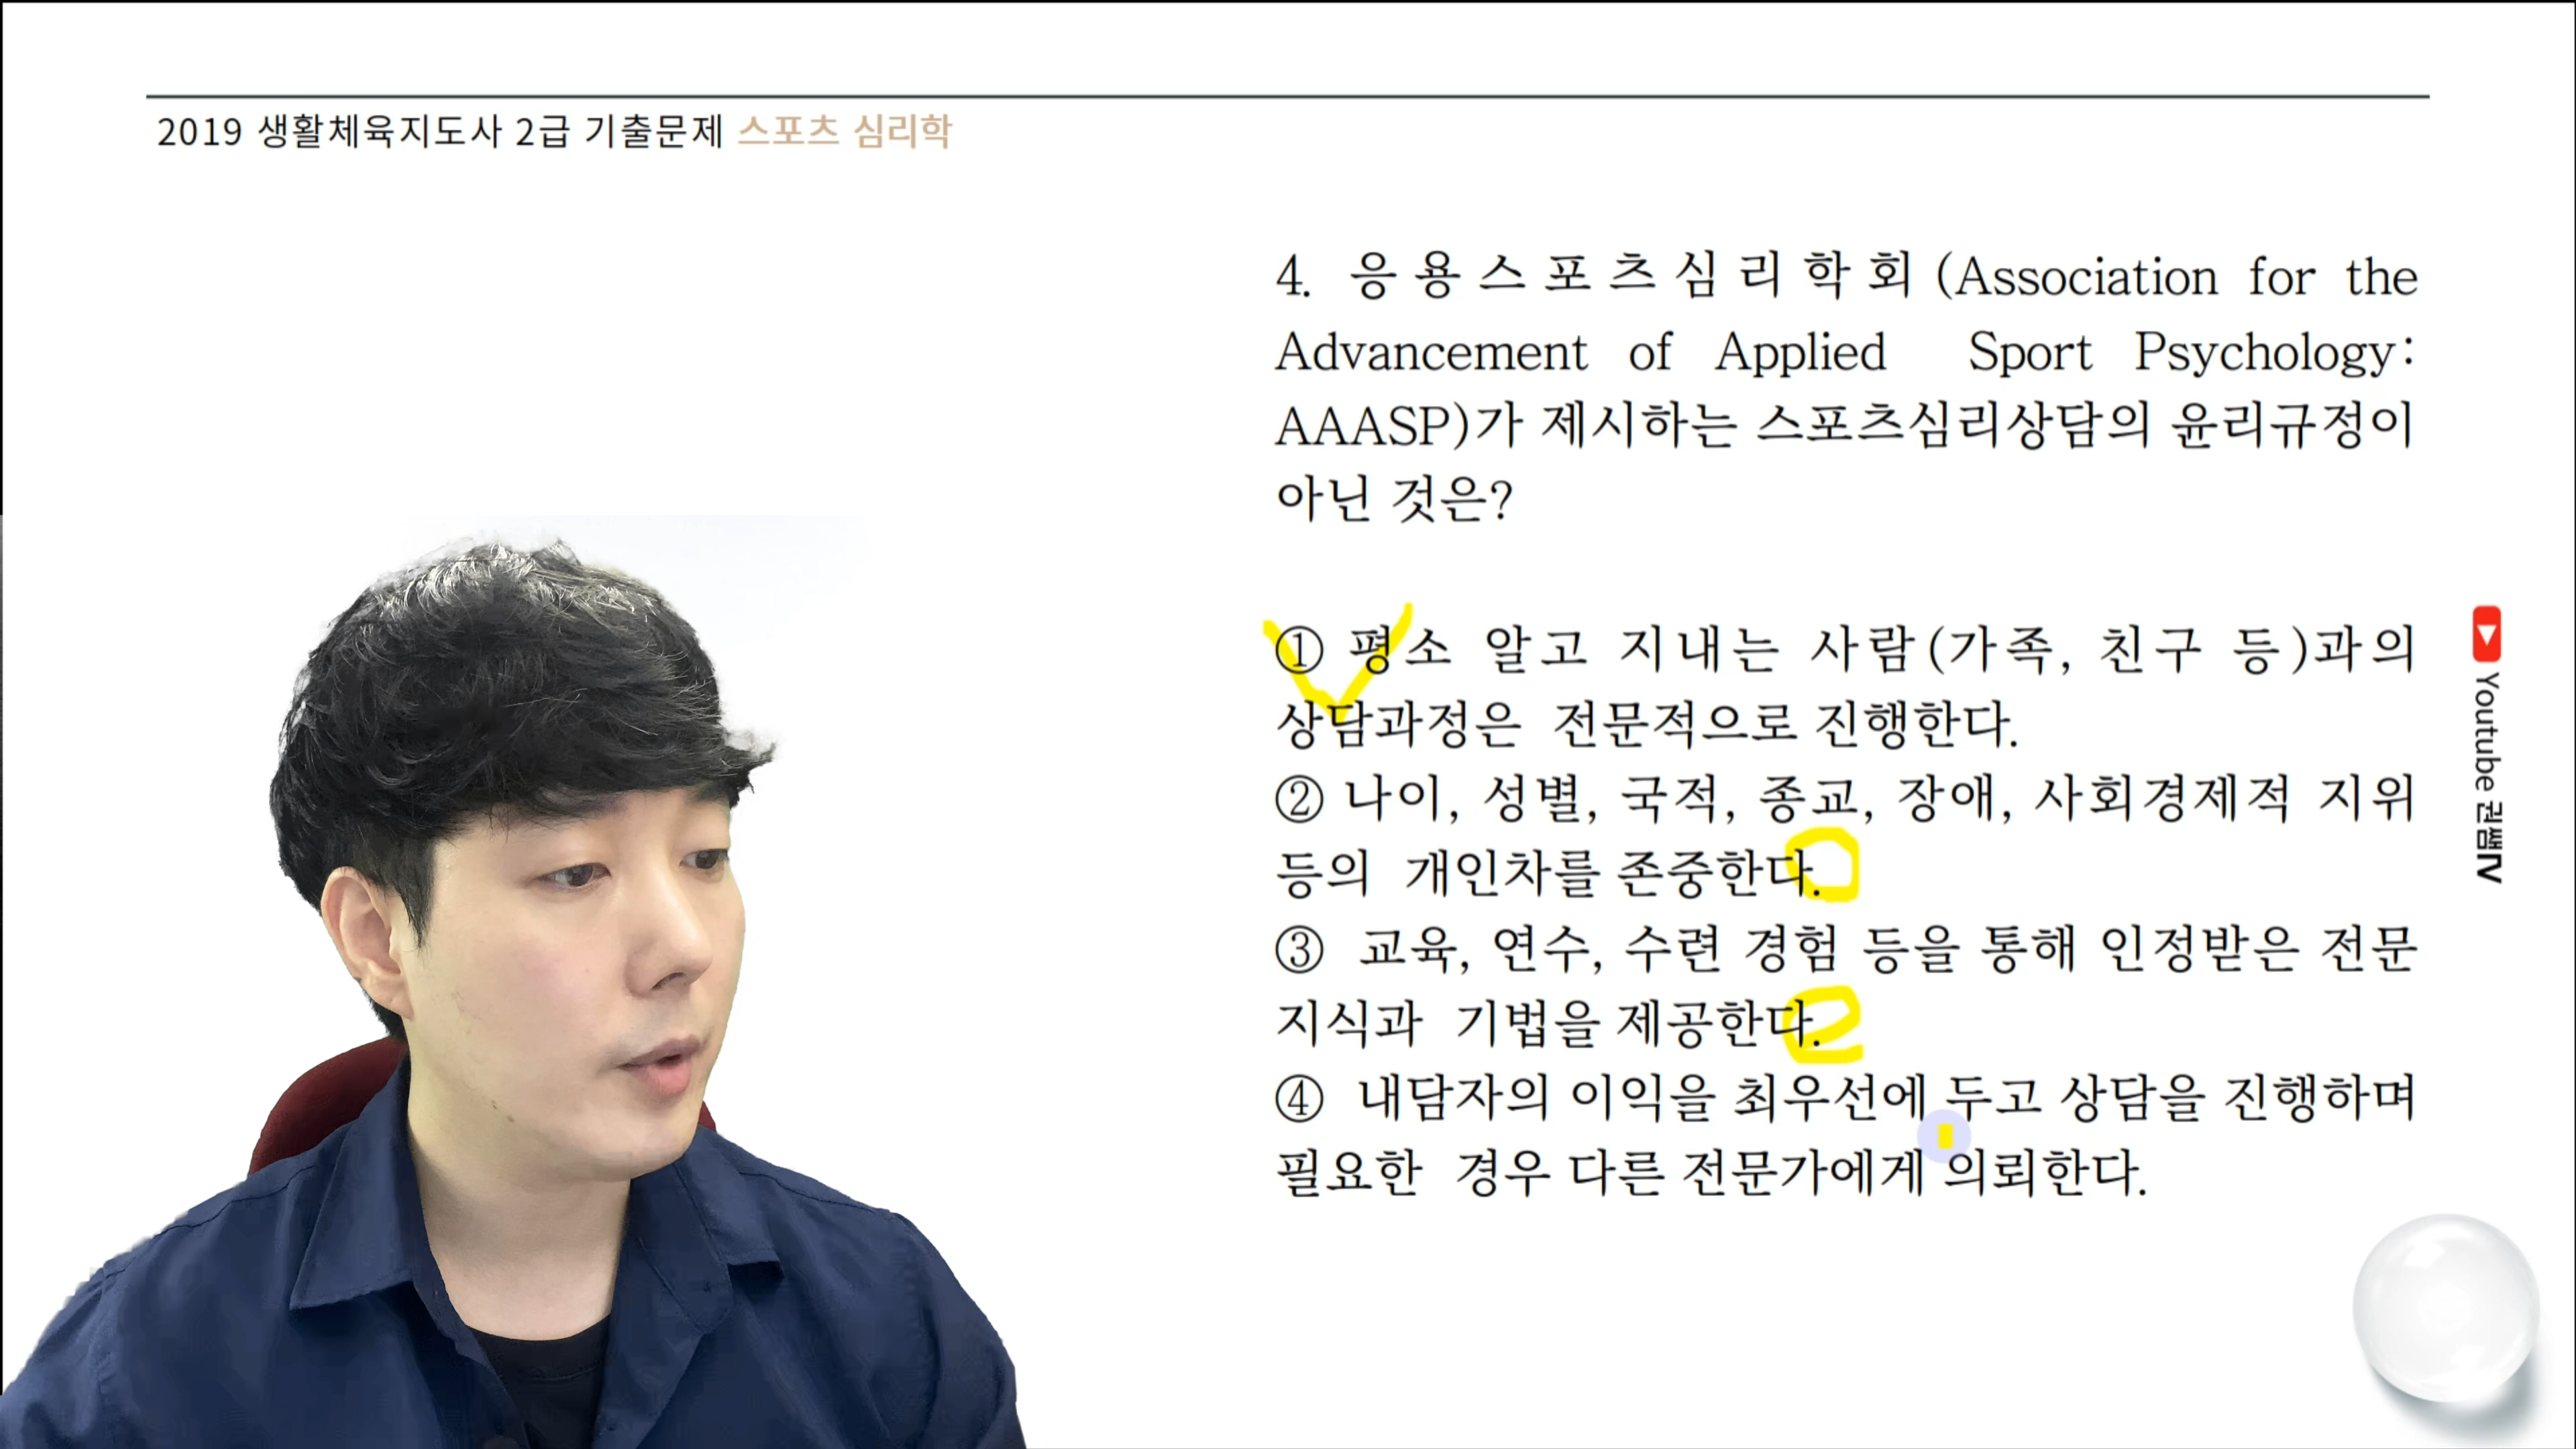 2019 생활체육지도사 2급 기출문제 스포츠 심리학
4. 응용스포츠심리학회(Association for the
Advancement of Applied Sport Psychology:
AAASP)가 제시하는 스포츠심리상담의 윤리규정이
아닌 것은?
① 평소 알고 지내는 사람(가족, 친구 등)과의
상담과정은 전문적으로 진행한다.
② 나이, 성별, 국적, 종교, 장애, 사회경제적 지위
등의 개인차를 존중한다.
③ 교육, 연수, 수련 경험 등을 통해 인정받은 전문
지식과 기법을 제공한다.
④ 내담자의 이익을 최우선에 두고 상담을 진행하며
필요한 경우 다른 전문가에게 의뢰한다.
Youtube 권쌤TV